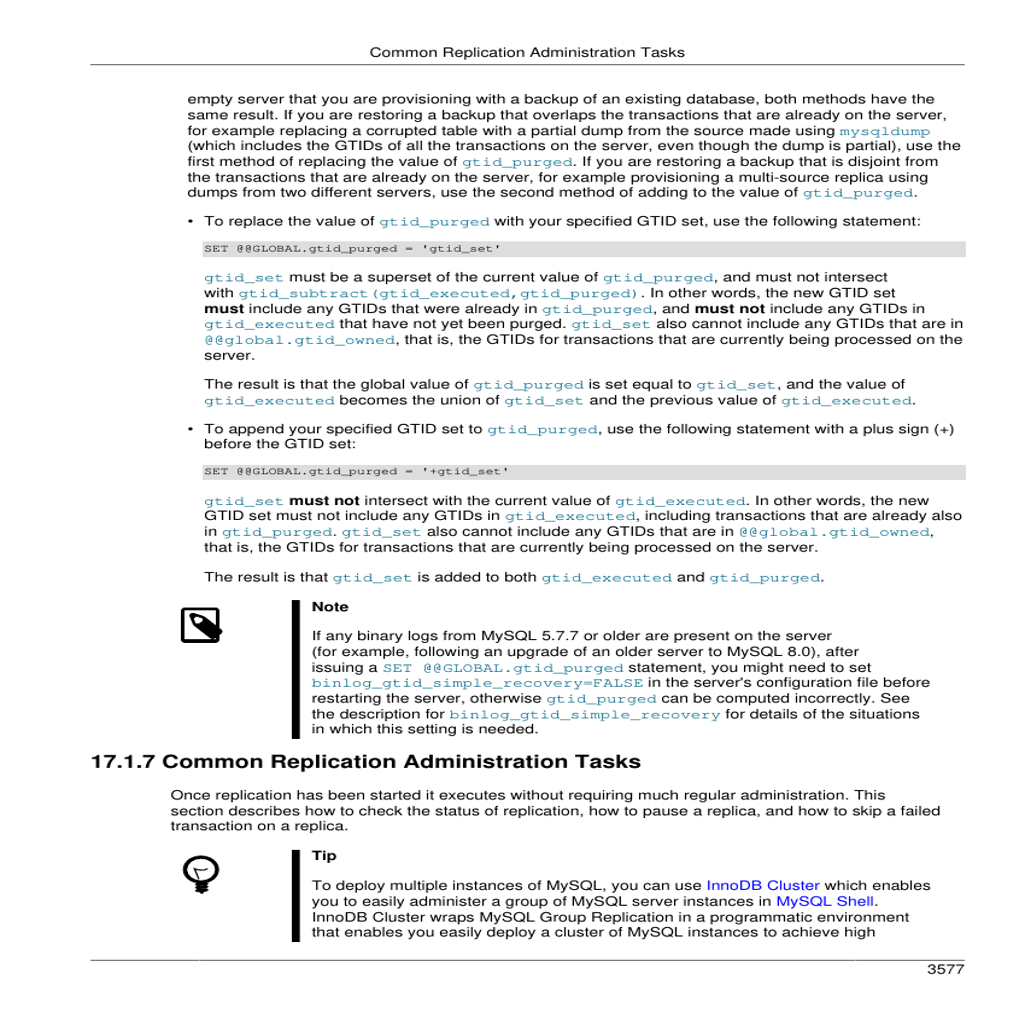 Common Replication Administration Tasks
empty server that you are provisioning with a backup of an existing database, both methods have the
same result. If you are restoring a backup that overlaps the transactions that are already on the server,
for example replacing a corrupted table with a partial dump from the source made using mysqldump
(which includes the GTIDs of all the transactions on the server, even though the dump is partial), use the
first method of replacing the value of gtid_purged. If you are restoring a backup that is disjoint from
the transactions that are already on the server, for example provisioning a multi-source replica using
dumps from two different servers, use the second method of adding to the value of gtid_purged.
• To replace the value of gtid_purged with your specified GTID set, use the following statement:
SET @@GLOBAL.gtid_purged = 'gtid_set'
gtid_set must be a superset of the current value of gtid_purged, and must not intersect
with gtid_subtract(gtid_executed,gtid_purged). In other words, the new GTID set
must include any GTIDs that were already in gtid_purged, and must not include any GTIDs in
gtid_executed that have not yet been purged. gtid_set also cannot include any GTIDs that are in
@@global.gtid_owned, that is, the GTIDs for transactions that are currently being processed on the
server.
The result is that the global value of gtid_purged is set equal to gtid_set, and the value of
gtid_executed becomes the union of gtid_set and the previous value of gtid_executed.
• To append your specified GTID set to gtid_purged, use the following statement with a plus sign (+)
before the GTID set:
SET @@GLOBAL.gtid_purged = '+gtid_set'
gtid_set must not intersect with the current value of gtid_executed. In other words, the new
GTID set must not include any GTIDs in gtid_executed, including transactions that are already also
in gtid_purged. gtid_set also cannot include any GTIDs that are in @@global.gtid_owned,
that is, the GTIDs for transactions that are currently being processed on the server.
The result is that gtid_set is added to both gtid_executed and gtid_purged.
Note
If any binary logs from MySQL 5.7.7 or older are present on the server
(for example, following an upgrade of an older server to MySQL 8.0), after
issuing a SET @@GLOBAL.gtid_purged statement, you might need to set
binlog_gtid_simple_recovery=FALSE in the server's configuration file before
restarting the server, otherwise gtid_purged can be computed incorrectly. See
the description for binlog_gtid_simple_recovery for details of the situations
in which this setting is needed.
17.1.7 Common Replication Administration Tasks
Once replication has been started it executes without requiring much regular administration. This
section describes how to check the status of replication, how to pause a replica, and how to skip a failed
transaction on a replica.
Tip
To deploy multiple instances of MySQL, you can use InnoDB Cluster which enables
you to easily administer a group of MySQL server instances in MySQL Shell.
InnoDB Cluster wraps MySQL Group Replication in a programmatic environment
that enables you easily deploy a cluster of MySQL instances to achieve high
3577